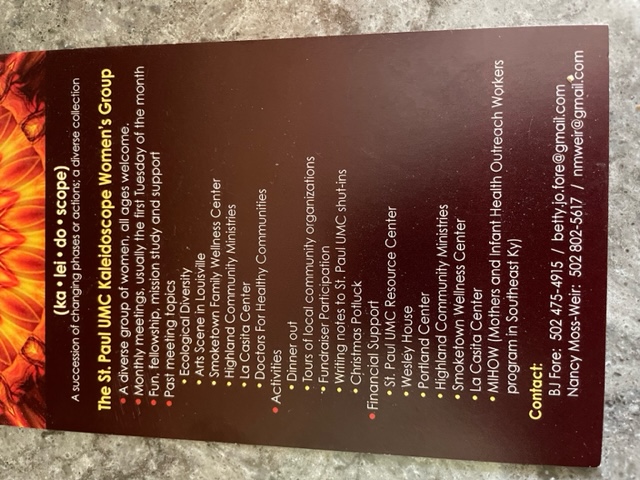 (ka • lei • do • scope)
A succession of changing phases or actions; a diverse collection
The St. Paul UMC Kaleidoscope Women's Group
• A diverse group of women, all ages welcome.
• Monthly meetings, usually the first Tuesday of the month
• Fun, fellowship, mission study and support
• Past meeting topics
• Ecological Diversity
• Arts Scene in Louisville
• Smoketown Family Wellness Center
• Highland Community Ministries
• La Casita Center
• Doctors For Healthy Communities
• Activities
• Dinner out
• Tours of local community organizations
• Fundraiser Participation
• Writing notes to St. Paul UMC shut-ins
• Christmas Potluck
• Financial Support
• St. Paul UMC Resource Center
• Wesley House
• Portland Center
• Highland Community Ministries
• Smoketown Wellness Center
• La Casita Center
• MIHOW (Mothers and Infant Health Outreach Workers
program in Southeast Ky)
Contact:
BJ Fore: 502 475-4915 / betty.jo.fore@gmail.com
Nancy Moss-Weir: 502 802-5617 / nmweir@gmail.com